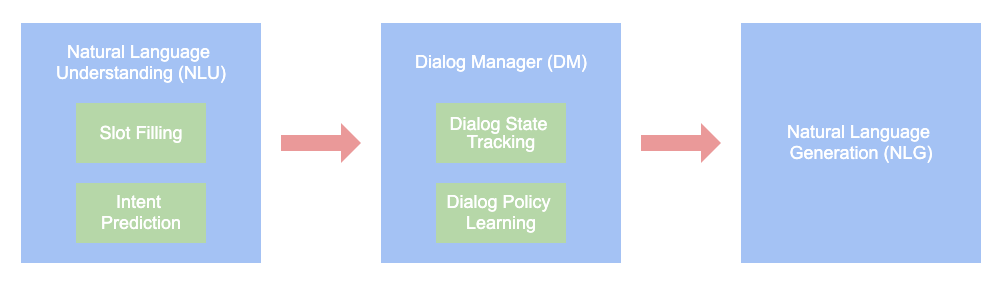 Natural Language
Understanding (NLU)
Slot Filling
Intent
Prediction
Dialog Manager (DM)
Dialog State
Tracking
Dialog Policy
Learning
Natural Language
Generation (NLG)